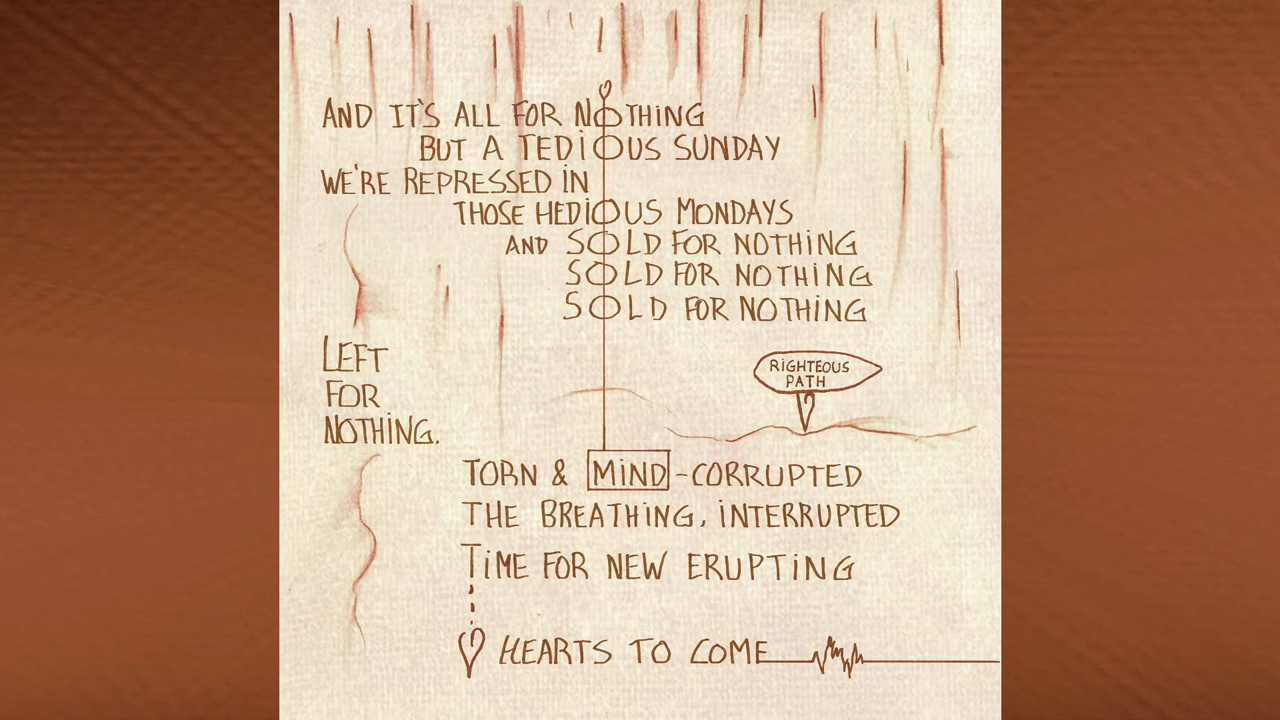 AND IT'S ALL FOR NOTHING
BUT A TEDIOUS SUNDAY
WE'RE REPRESSED IN
THOSE HEDIOUS MONDAYS
AND SOLD FOR NOTHING
SOLD FOR NOTHING
SOLD FOR NOTHING
LEFT
FOR
NOTHING.
RIGHTEOUS
PATH
TORN & MIND-CORRUPTED
THE BREATHING, INTERRUPTED
TIME FOR NEW ERUPTING
HEARTS TO COME